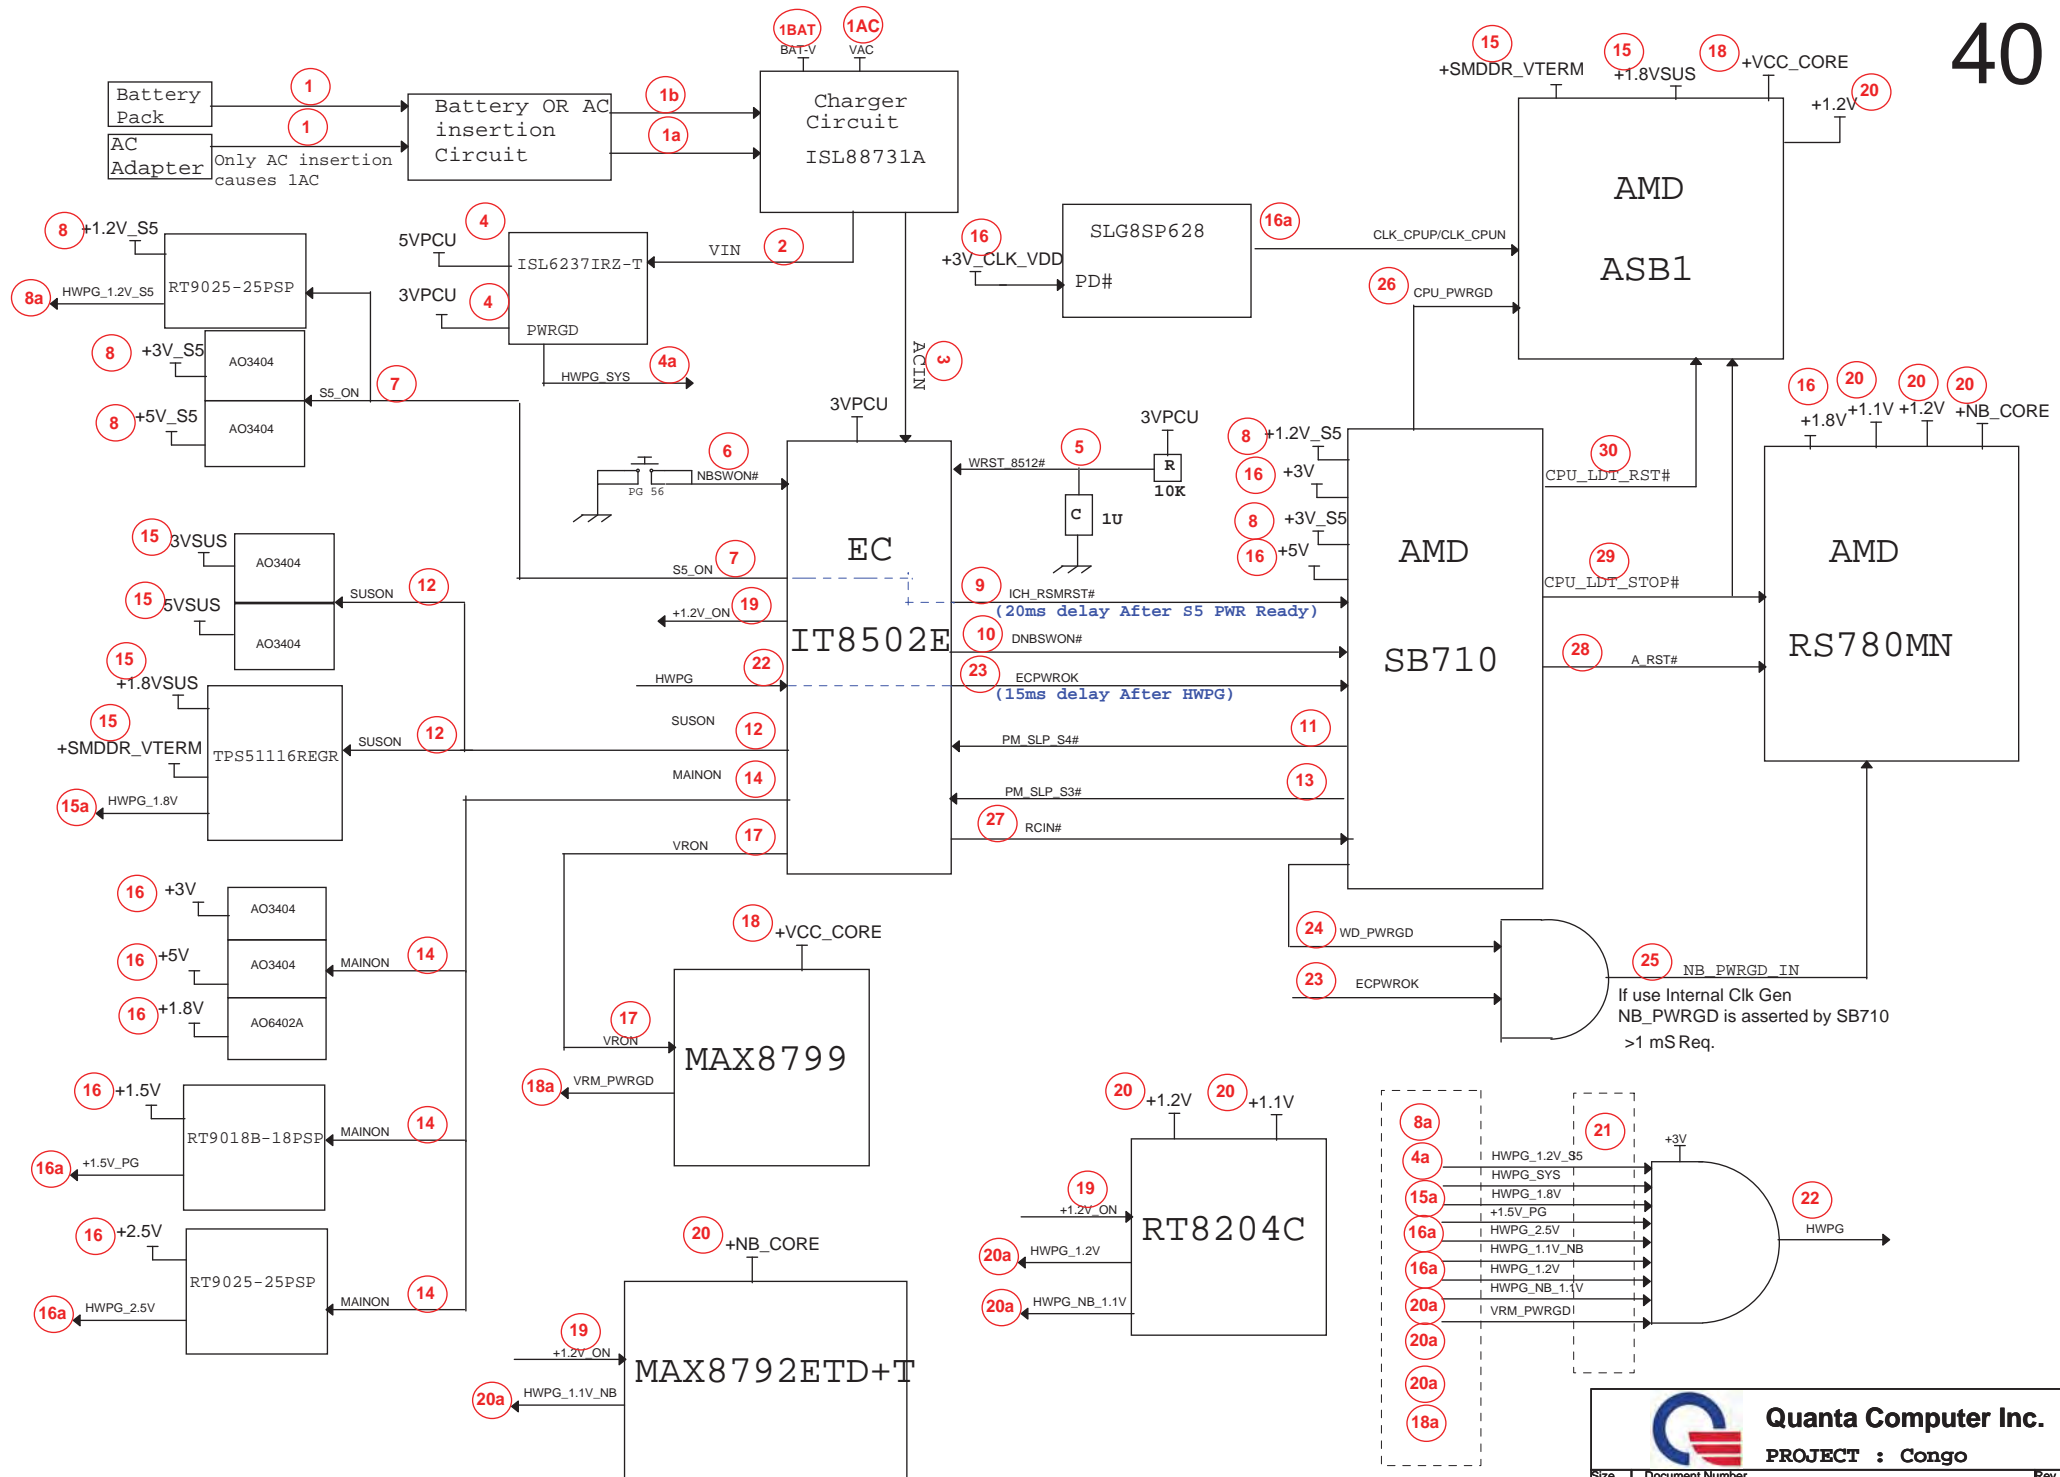 40
1BAT
1AC
BAT-V
VAC
Battery
Pack
1
AC
Adapter
1
Only AC insertion
causes 1AC
Battery OR AC
insertion
Circuit
1b
1a
Charger
Circuit
ISL88731A
15
+SMDDR_VTERM
15
+1.8VSUS
18
+VCC_CORE
20
+1.2V
AMD
ASB1
8
+1.2V_S5
RT9025-25PSP
8a
HWPG_1.2V_S5
8
+3V_S5
AO3404
8
+5V_S5
AO3404
7
S5_ON
4
5VPCU
ISL6237IRZ-T
4
3VPCU
PWRGD
VIN
2
4a
HWPG_SYS
ACIN
3
16
+3V_CLK_VDD
SLG8SP628
PD#
16a
CLK_CPUP/CLK_CPUN
26
CPU_PWRGD
3VPCU
6
NBSWON#
PG 56
EC
IT8502E
5
WRST_8512#
3VPCU
R
10K
C
1U
8
+1.2V_S5
16
+3V
8
+3V_S5
16
+5V
AMD
SB710
30
CPU_LDT_RST#
29
CPU_LDT_STOP#
28
A_RST#
16
+1.8V
20
+1.1V
20
+1.2V
20
+NB_CORE
AMD
RS780MN
S5_ON
7
19
+1.2V_ON
22
HWPG
SUSON
12
MAINON
14
VRON
17
9
ICH_RSMRST#
(20ms delay After S5 PWR Ready)
10
DNBSWON#
23
ECPWROK
(15ms delay After HWPG)
PM_SLP_S4#
11
PM_SLP_S3#
13
27
RCIN#
15
3VSUS
AO3404
15
5VSUS
AO3404
SUSON
12
15
+1.8VSUS
15
+SMDDR_VTERM
TPS51116REGR
15a
HWPG_1.8V
SUSON
12
16
+3V
AO3404
16
+5V
AO3404
16
+1.8V
AO6402A
MAINON
14
16
+1.5V
RT9018B-18PSP
16a
+1.5V_PG
MAINON
14
16
+2.5V
RT9025-25PSP
16a
HWPG_2.5V
MAINON
14
18
+VCC_CORE
MAX8799
17
VRON
18a
VRM_PWRGD
20
+NB_CORE
MAX8792ETD+T
19
+1.2V_ON
20a
HWPG_1.1V_NB
20
+1.2V
20
+1.1V
RT8204C
19
+1.2V_ON
20a
HWPG_1.2V
20a
HWPG_NB_1.1V
24
WD_PWRGD
23
ECPWROK
25
NB_PWRGD_IN
If use Internal Clk Gen
NB_PWRGD is asserted by SB710
>1 mS Req.
8a
4a
15a
16a
16a
20a
20a
20a
18a
21
HWPG_1.2V_S5
HWPG_SYS
HWPG_1.8V
+1.5V_PG
HWPG_2.5V
HWPG_1.1V_NB
HWPG_1.2V
HWPG_NB_1.1V
VRM_PWRGD
+3V
22
HWPG
Quanta Computer Inc.
PROJECT : Congo
Size
Document Number
Rev